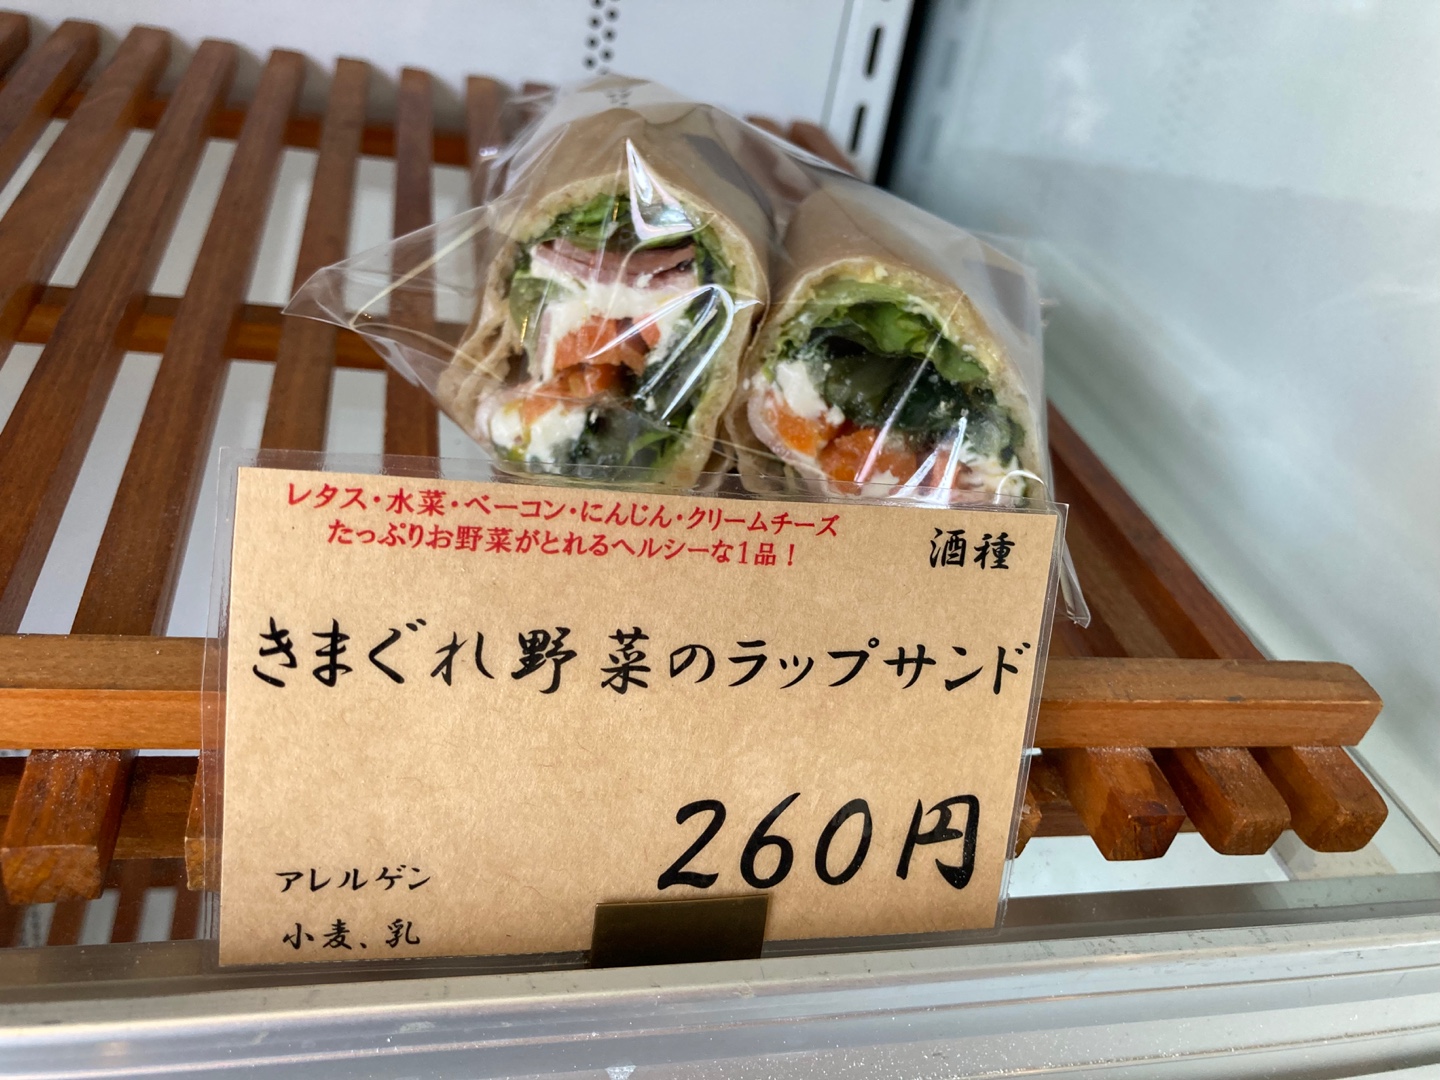 レタス・水菜・ベーコン・にんじん・クリームチーズ
たっぷりお野菜がとれるヘルシーな1品！
酒種
きまぐれ野菜のラップサンド
260円
アレルゲン
小麦、乳